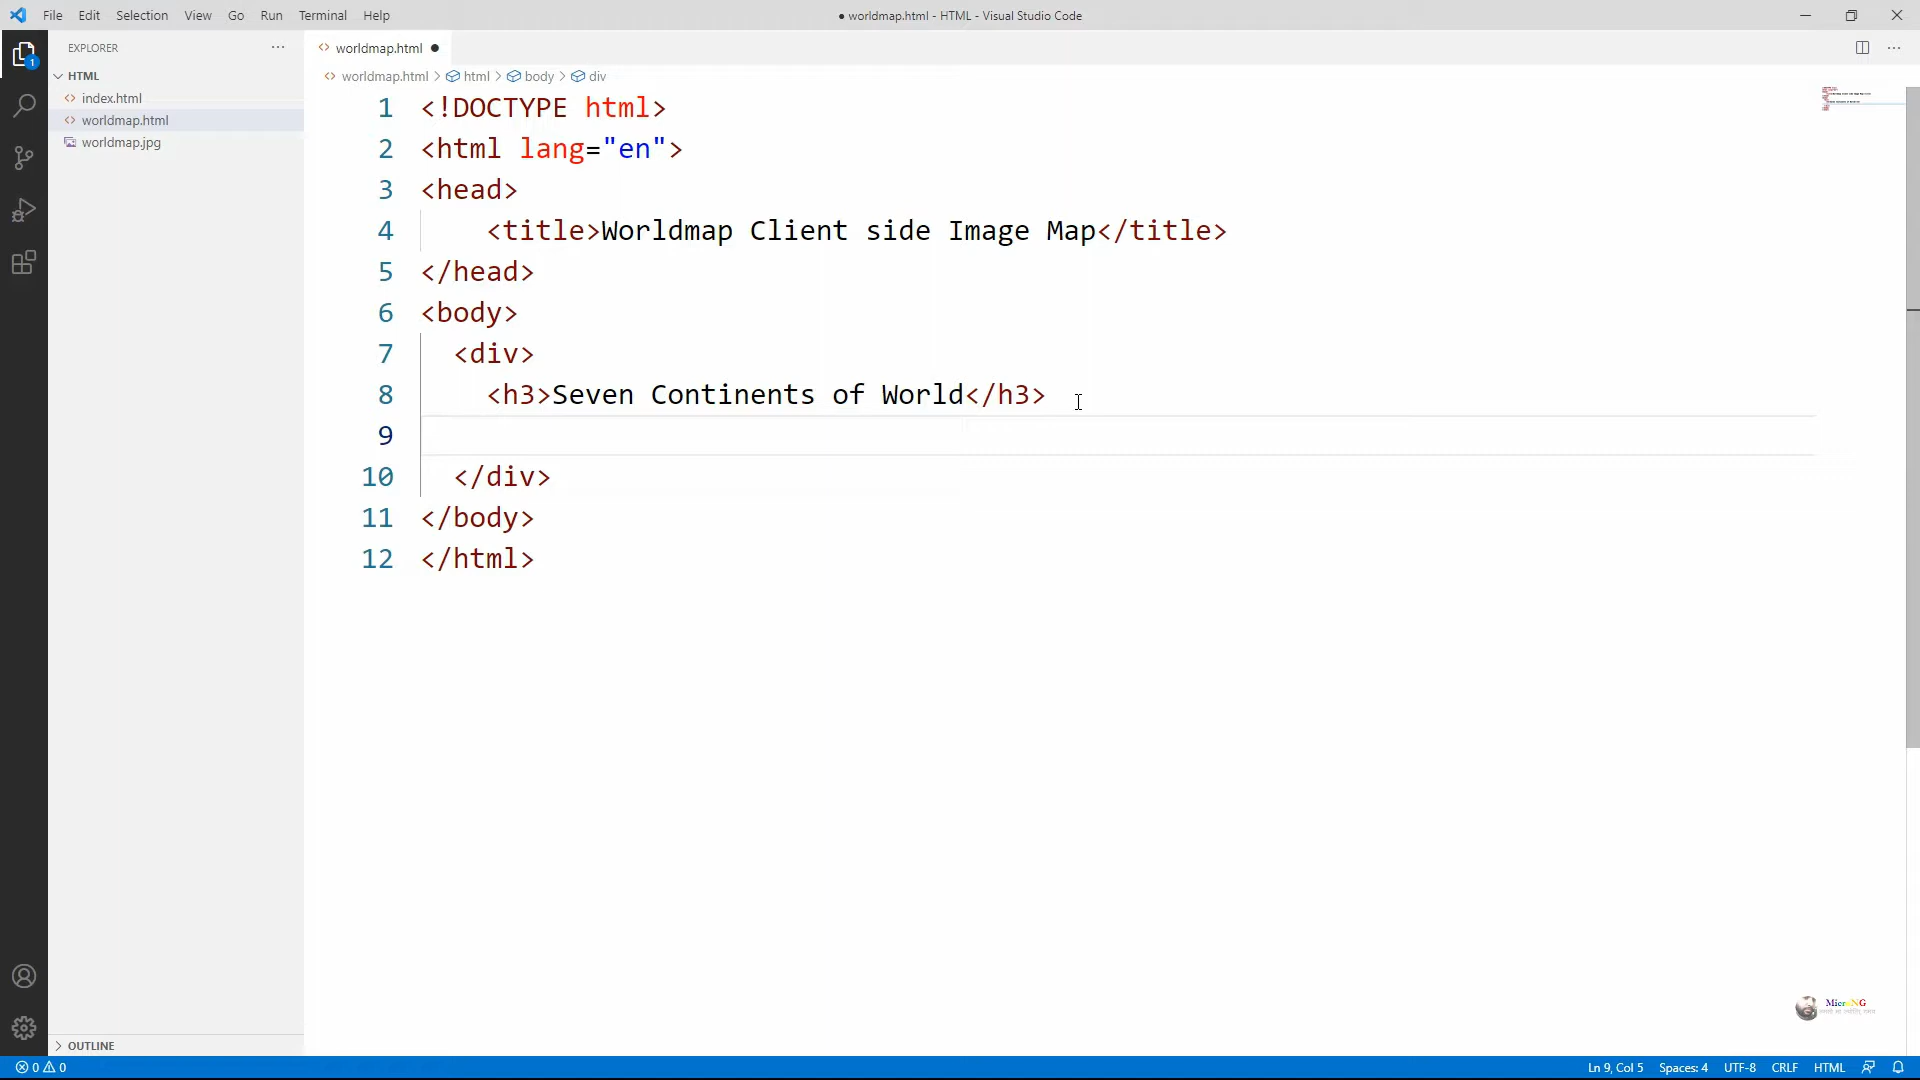 File Edit Selection View Go Run Terminal Help
● worldmap.html - HTML - Visual Studio Code
EXPLORER
HTML
index.html
worldmap.html
worldmap.jpg
OUTLINE
1
worldmap.html
worldmap.html > html > body > div
1 <!DOCTYPE html>
2 <html lang="en">
3 <head>
4 <title>Worldmap Client side Image Map</title>
5 </head>
6 <body>
7 <div>
8 <h3>Seven Continents of World</h3>
9
10 </div>
11 </body>
12 </html>
MicroNG
0 0
Ln 9, Col 5 Spaces: 4 UTF-8 CRLF HTML